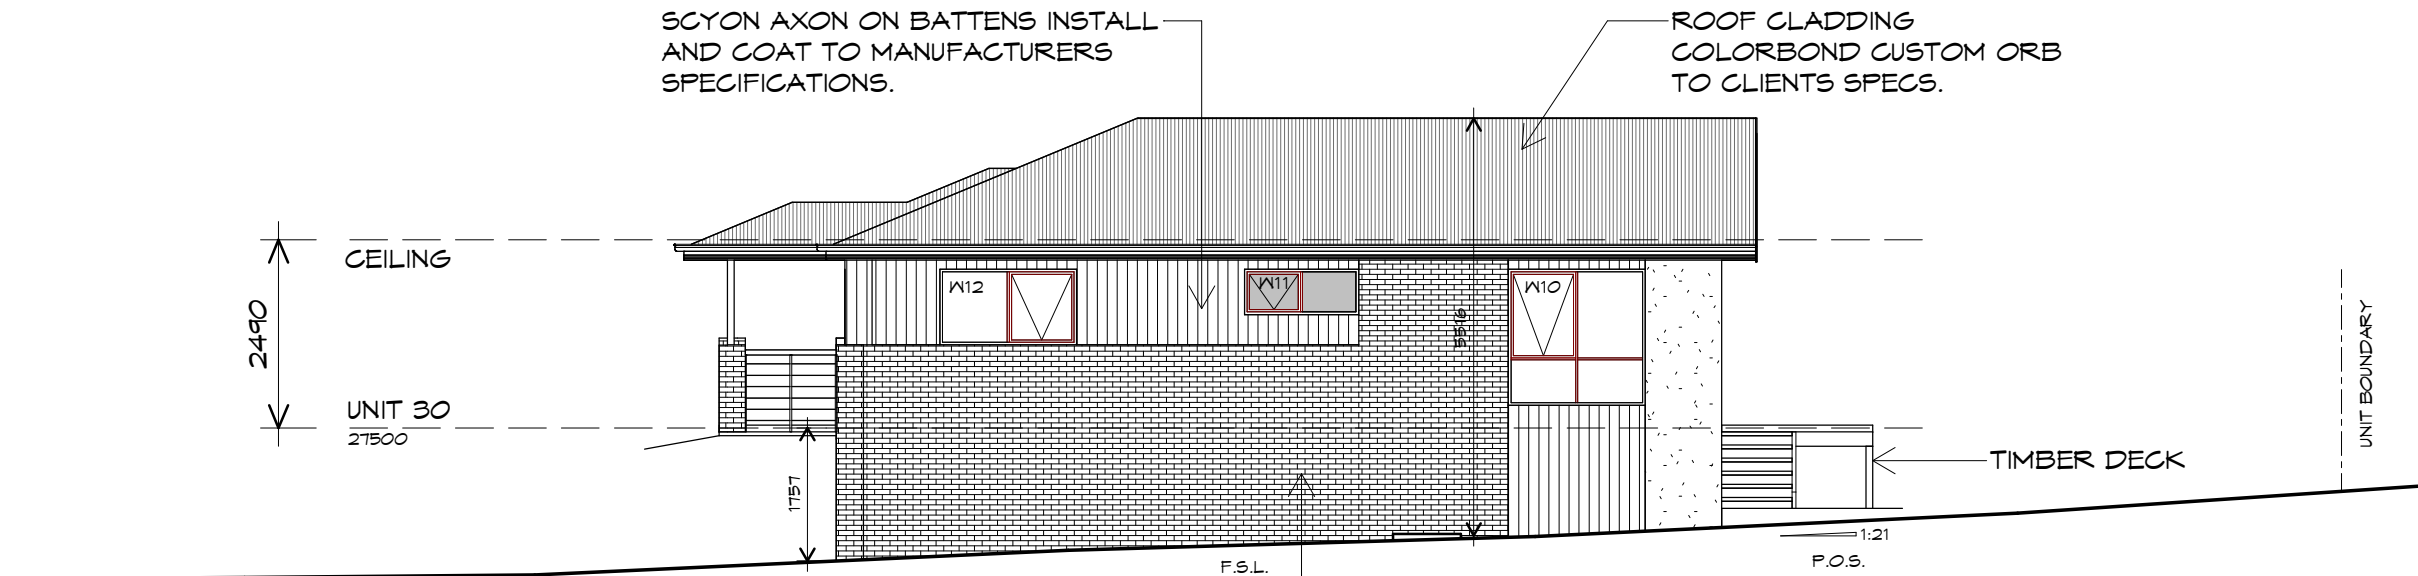 SCYON AXON ON BATTENS INSTALL
AND COAT TO MANUFACTURERS
SPECIFICATIONS.
ROOF CLADDING
COLORBOND CUSTOM ORB
TO CLIENTS SPECS.
CEILING
2490
W12
W11
W10
5516
UNIT BOUNDARY
UNIT 30
27500
TIMBER DECK
1757
1:21
P.O.S.
F.S.L.